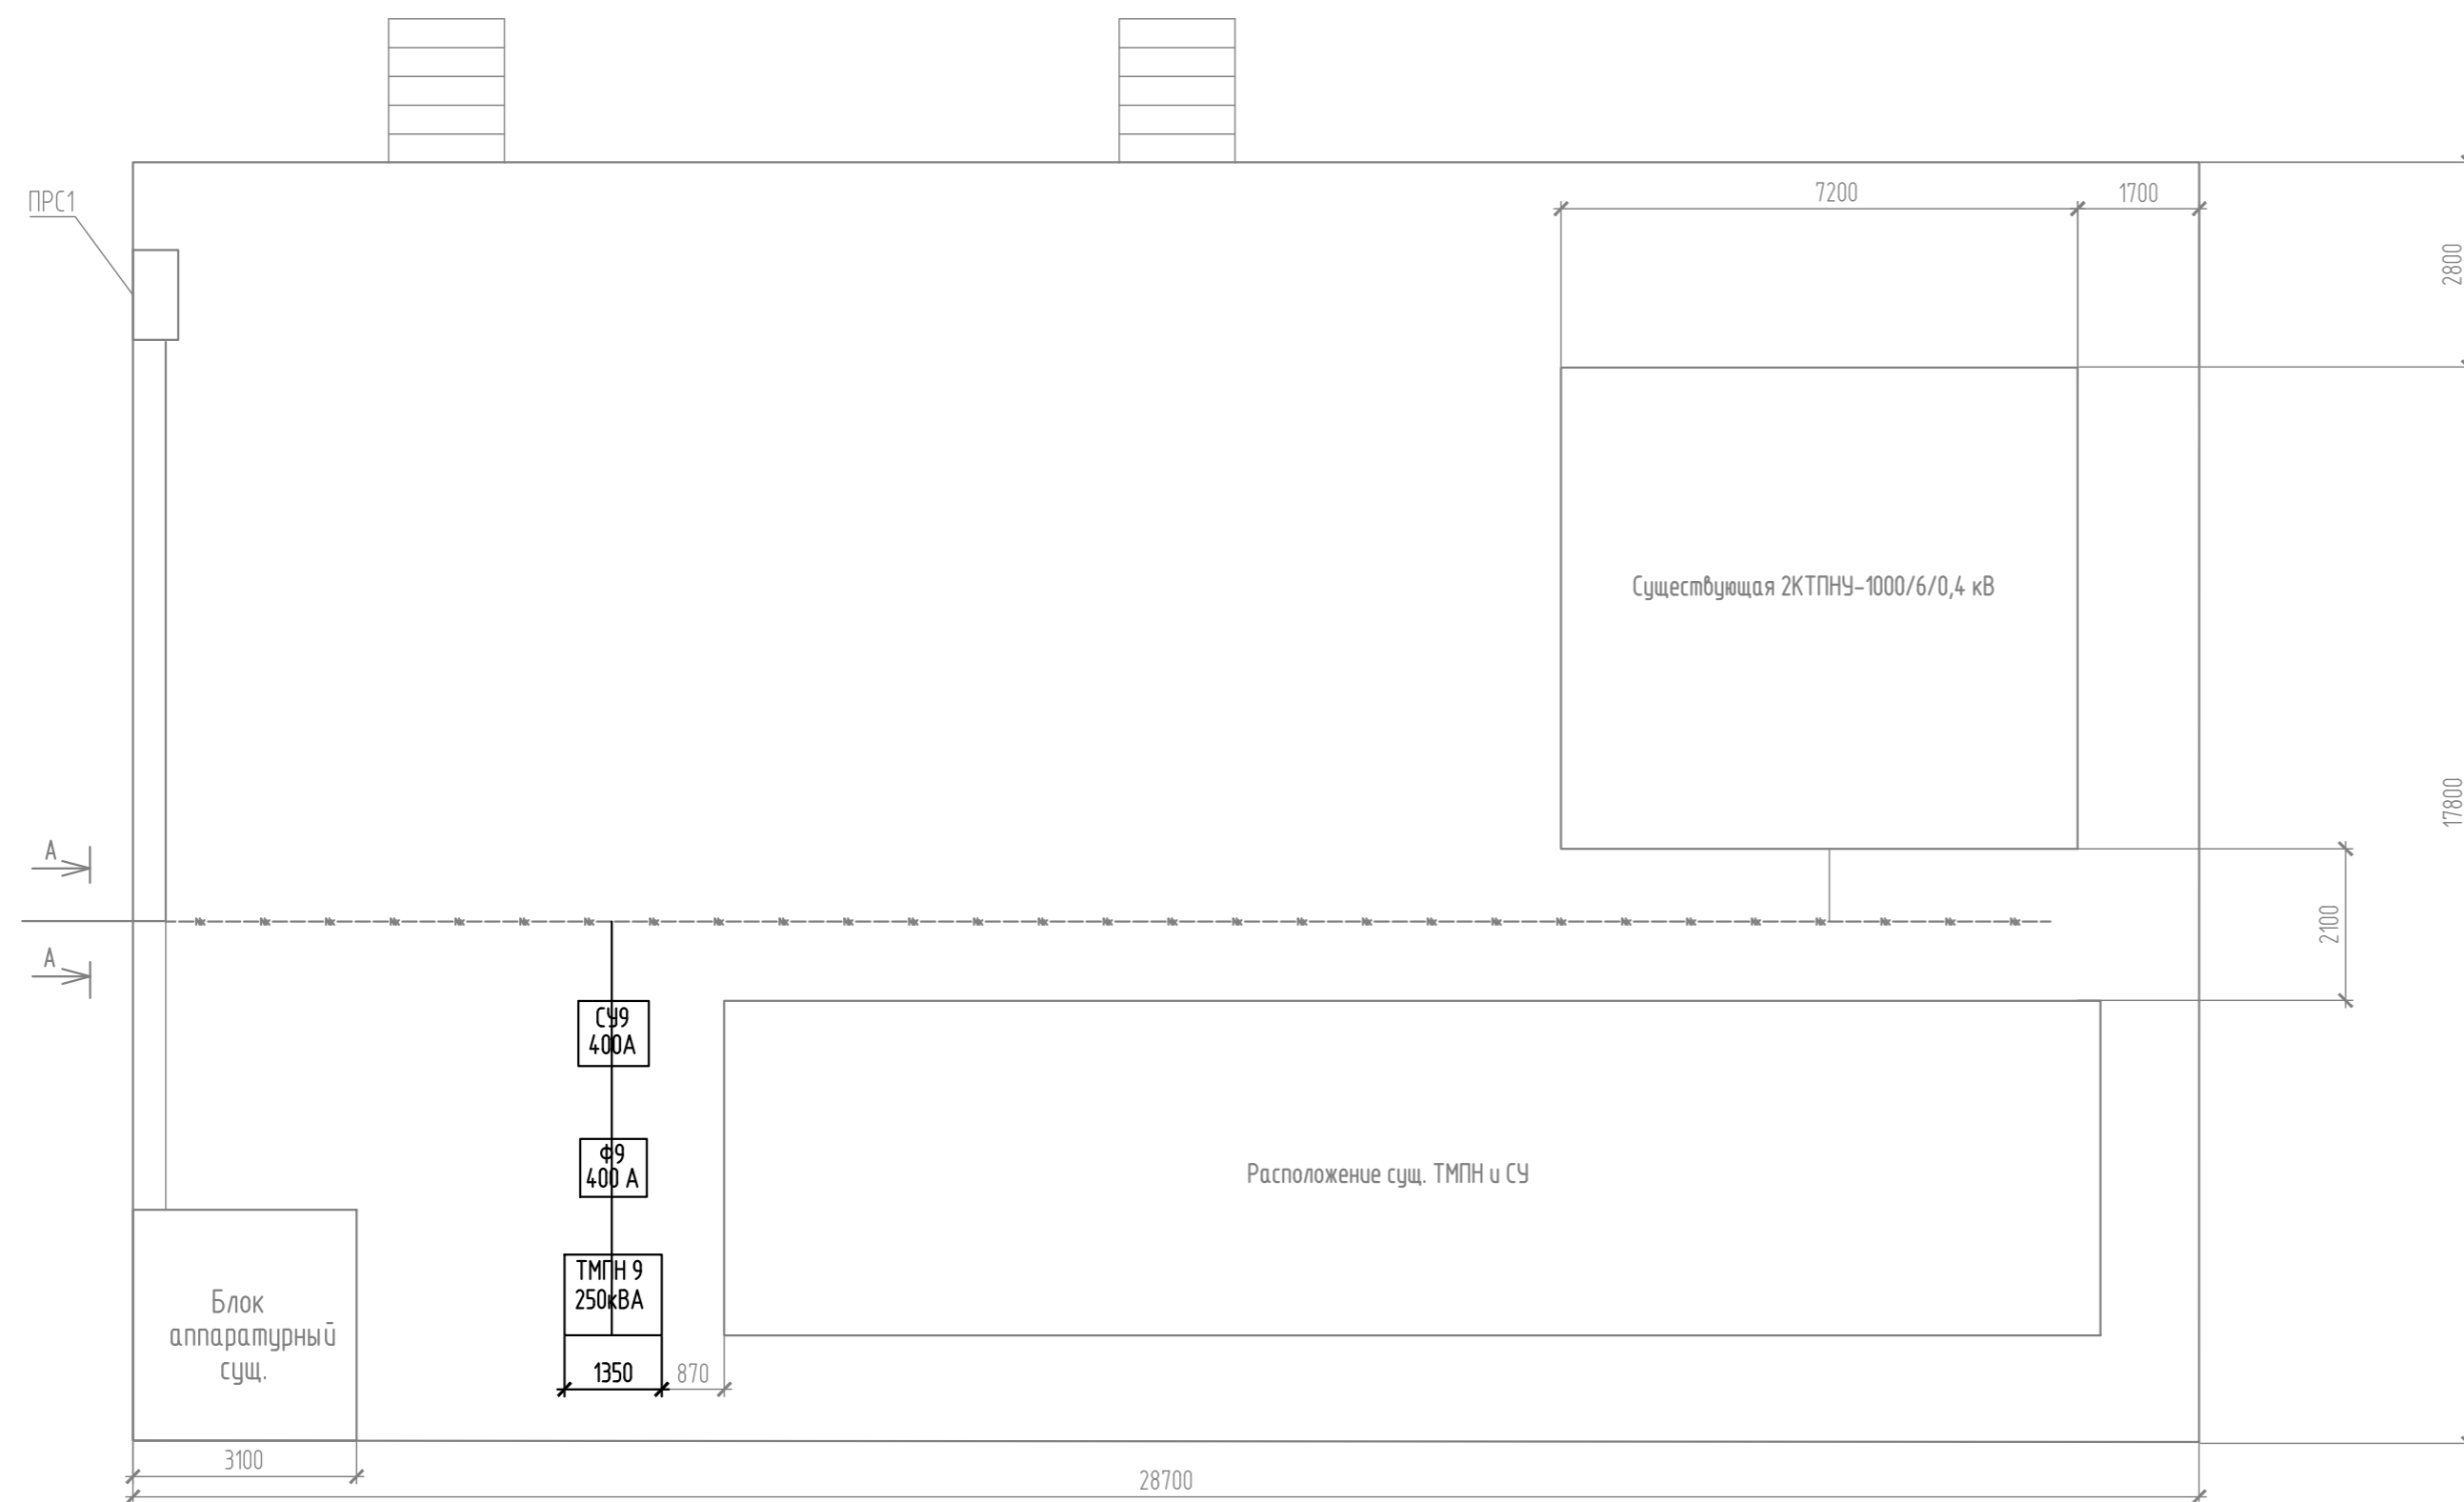 ПРС1
7200
1700
2800
Существующая 2КТПНУ-1000/6/0,4 кВ
17800
А
2100
А
СУ9
400А
Ф9
400 А
Расположение сущ. ТМПН и СУ
ТМПН 9
250кВА
Блок
аппаратурный
сущ.
1350
870
3100
28700